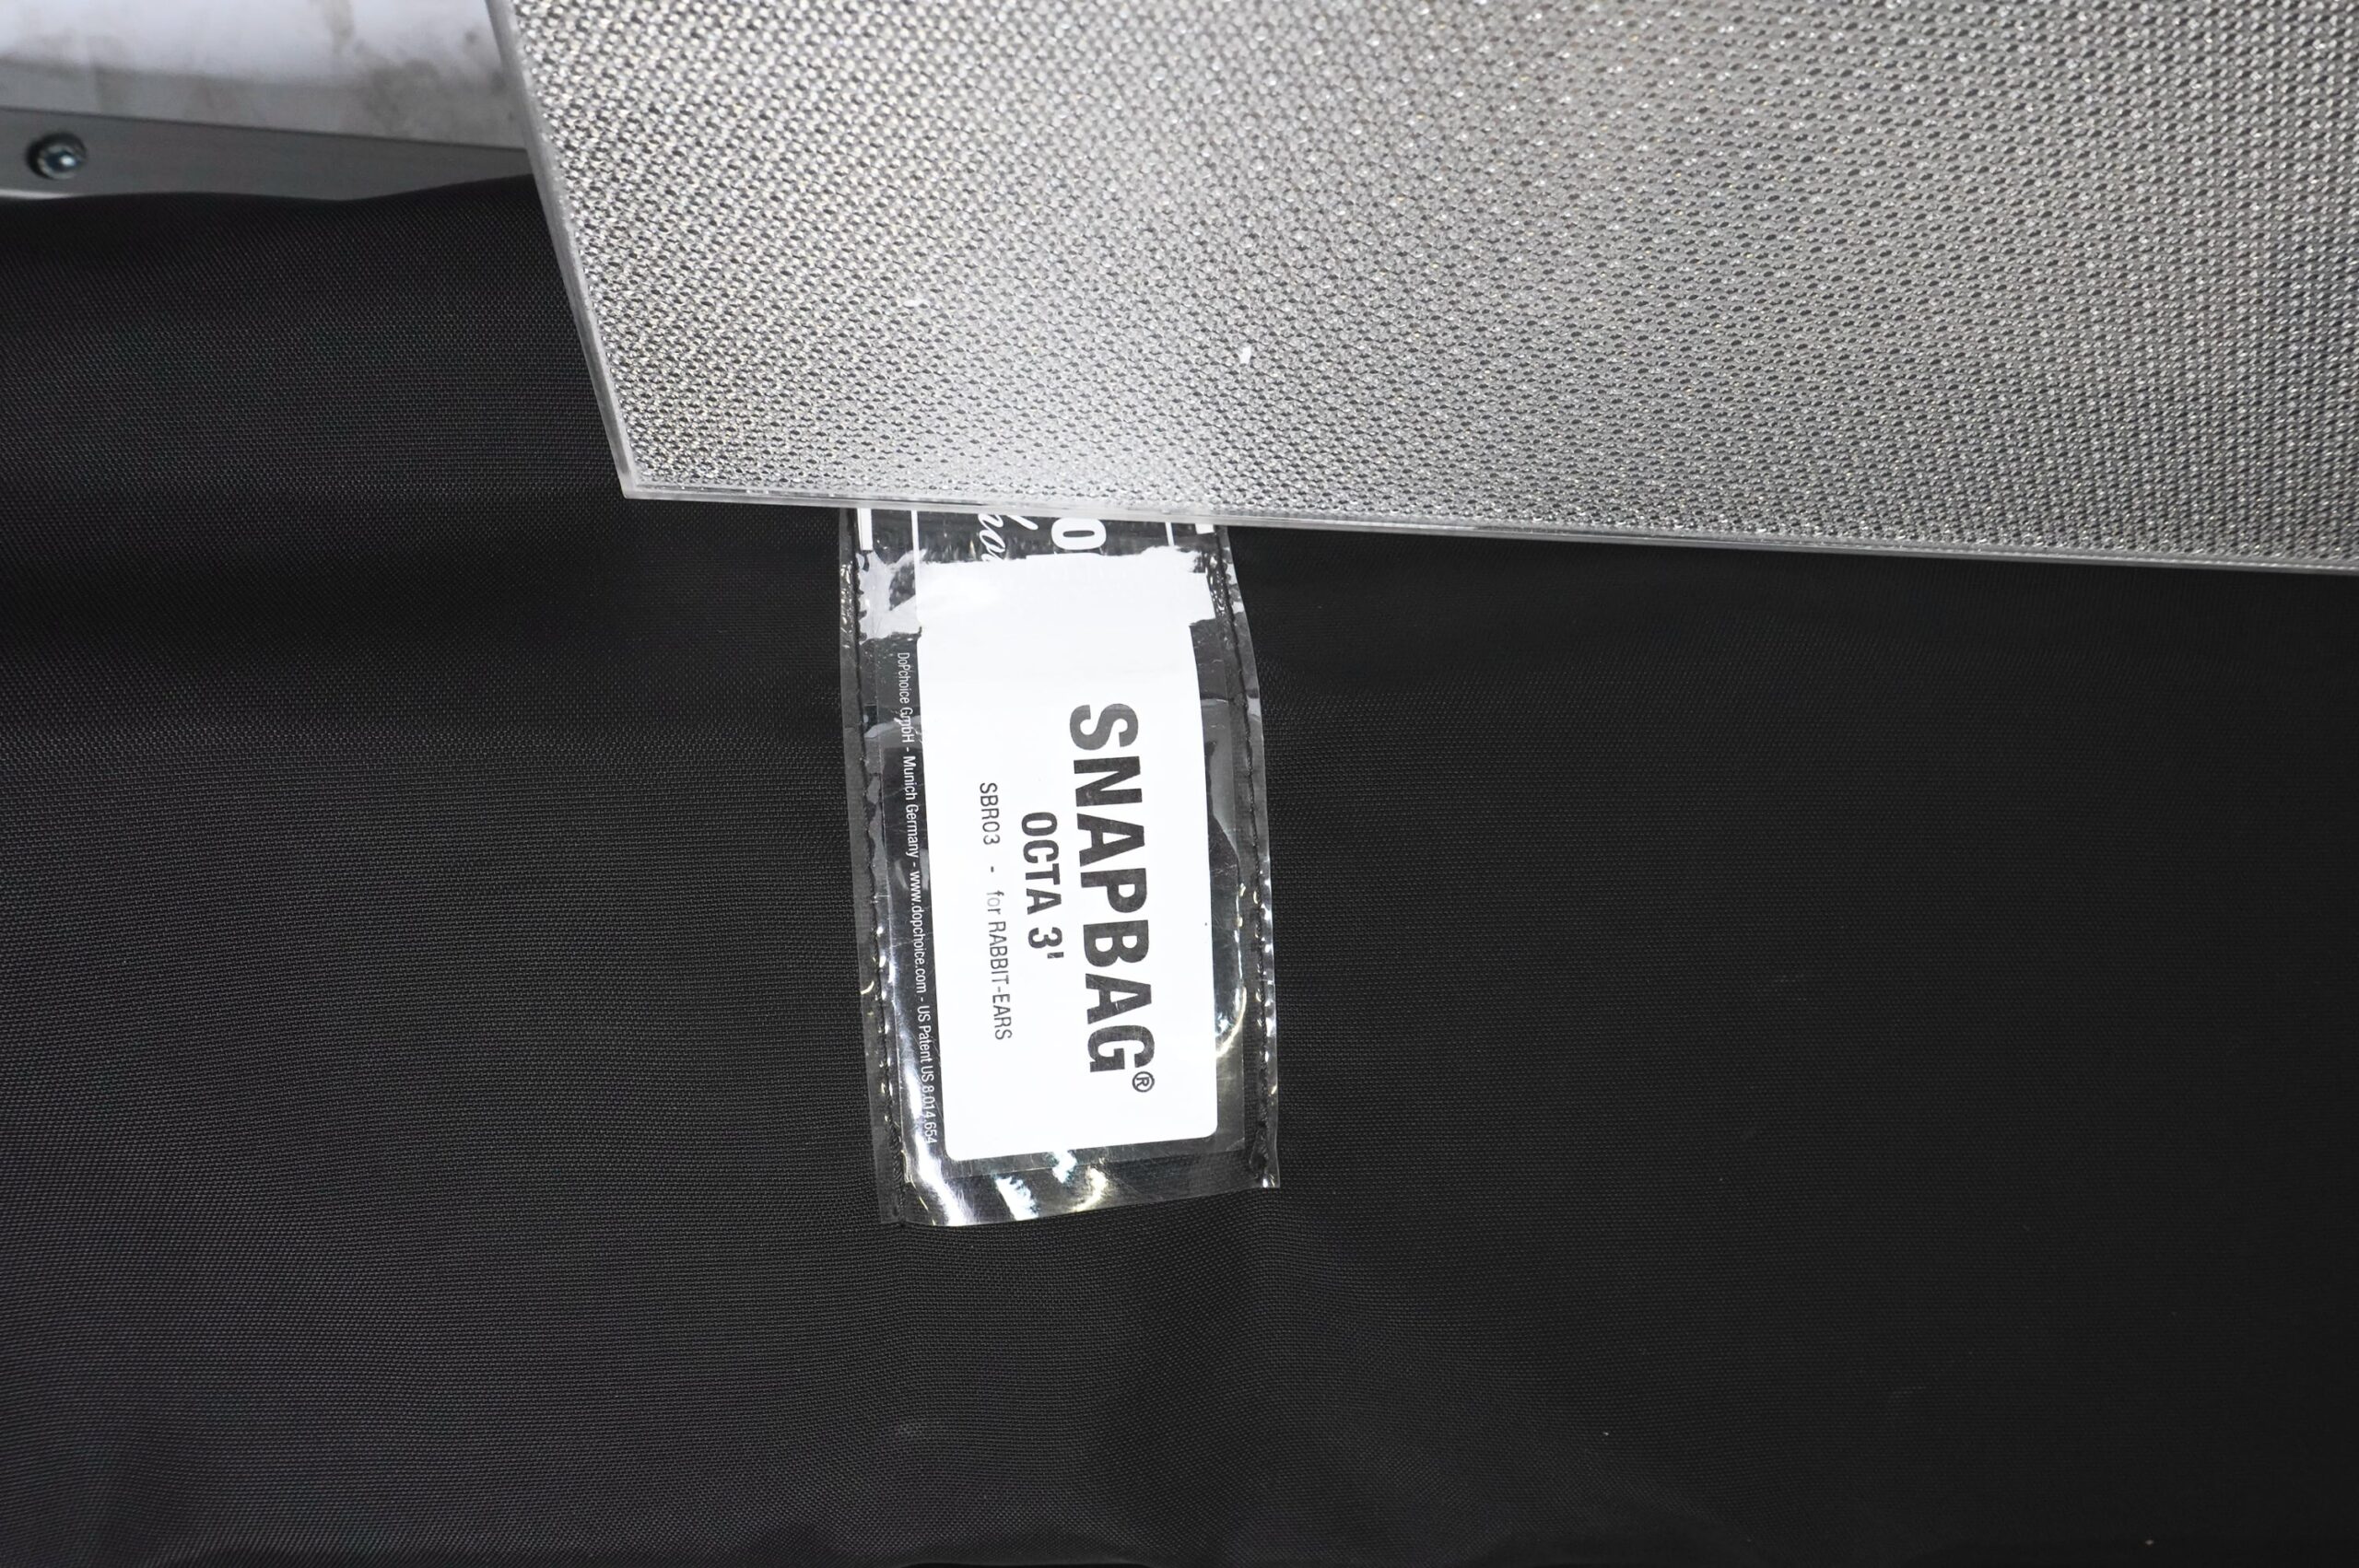 SNAPBAG®
OCTA 3'
SBR03 - for RABBIT-EARS
DoPchoice GmbH - Munich Germany - www.dopchoice.com - US Patent US 8,014,654